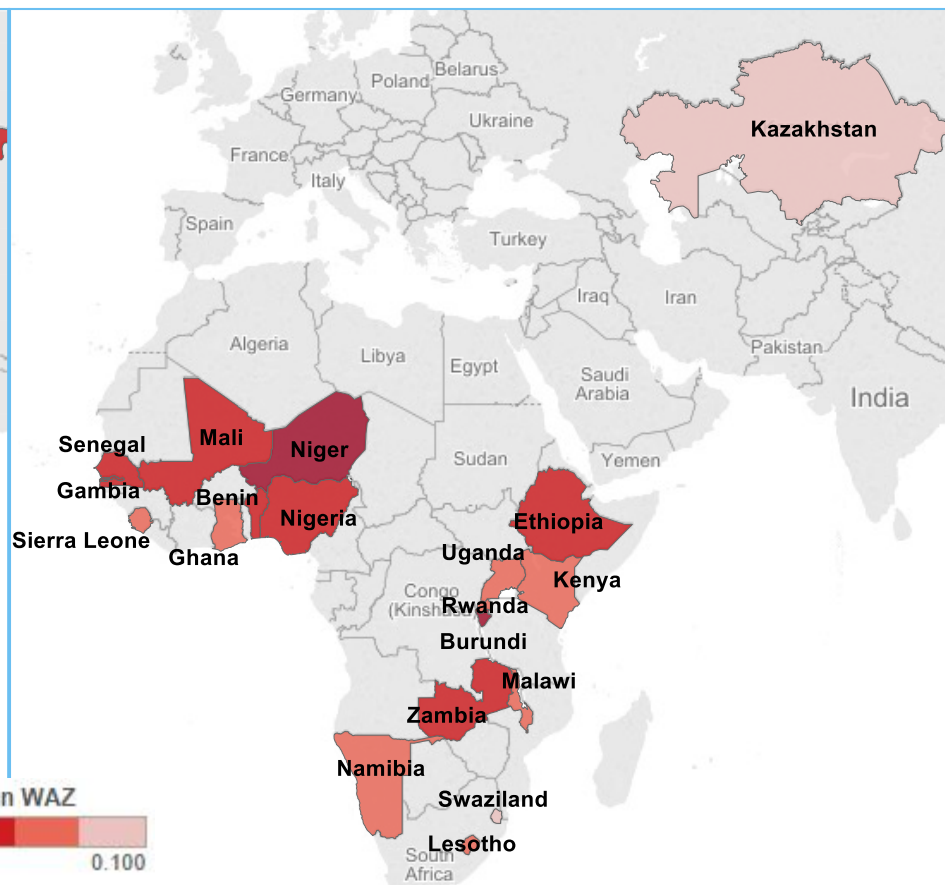 Belarus
Poland
Germany
Ukraine
Kazakhstan
France
Italy
Spain
Turkey
Iraq
Iran
Algeria
Libya
Egypt
Pakistan
Saudi
Arabia
India
Senegal
Mali
Niger
Sudan
Yemen
Gambia
Benin
Nigeria
Ethiopia
Sierra Leone
Ghana
Uganda
Kenya
Congo
(Kinshasa)
Rwanda
Burundi
Malawi
Zambia
Namibia
n WAZ
Swaziland
Lesotho
South
Africa
0.100